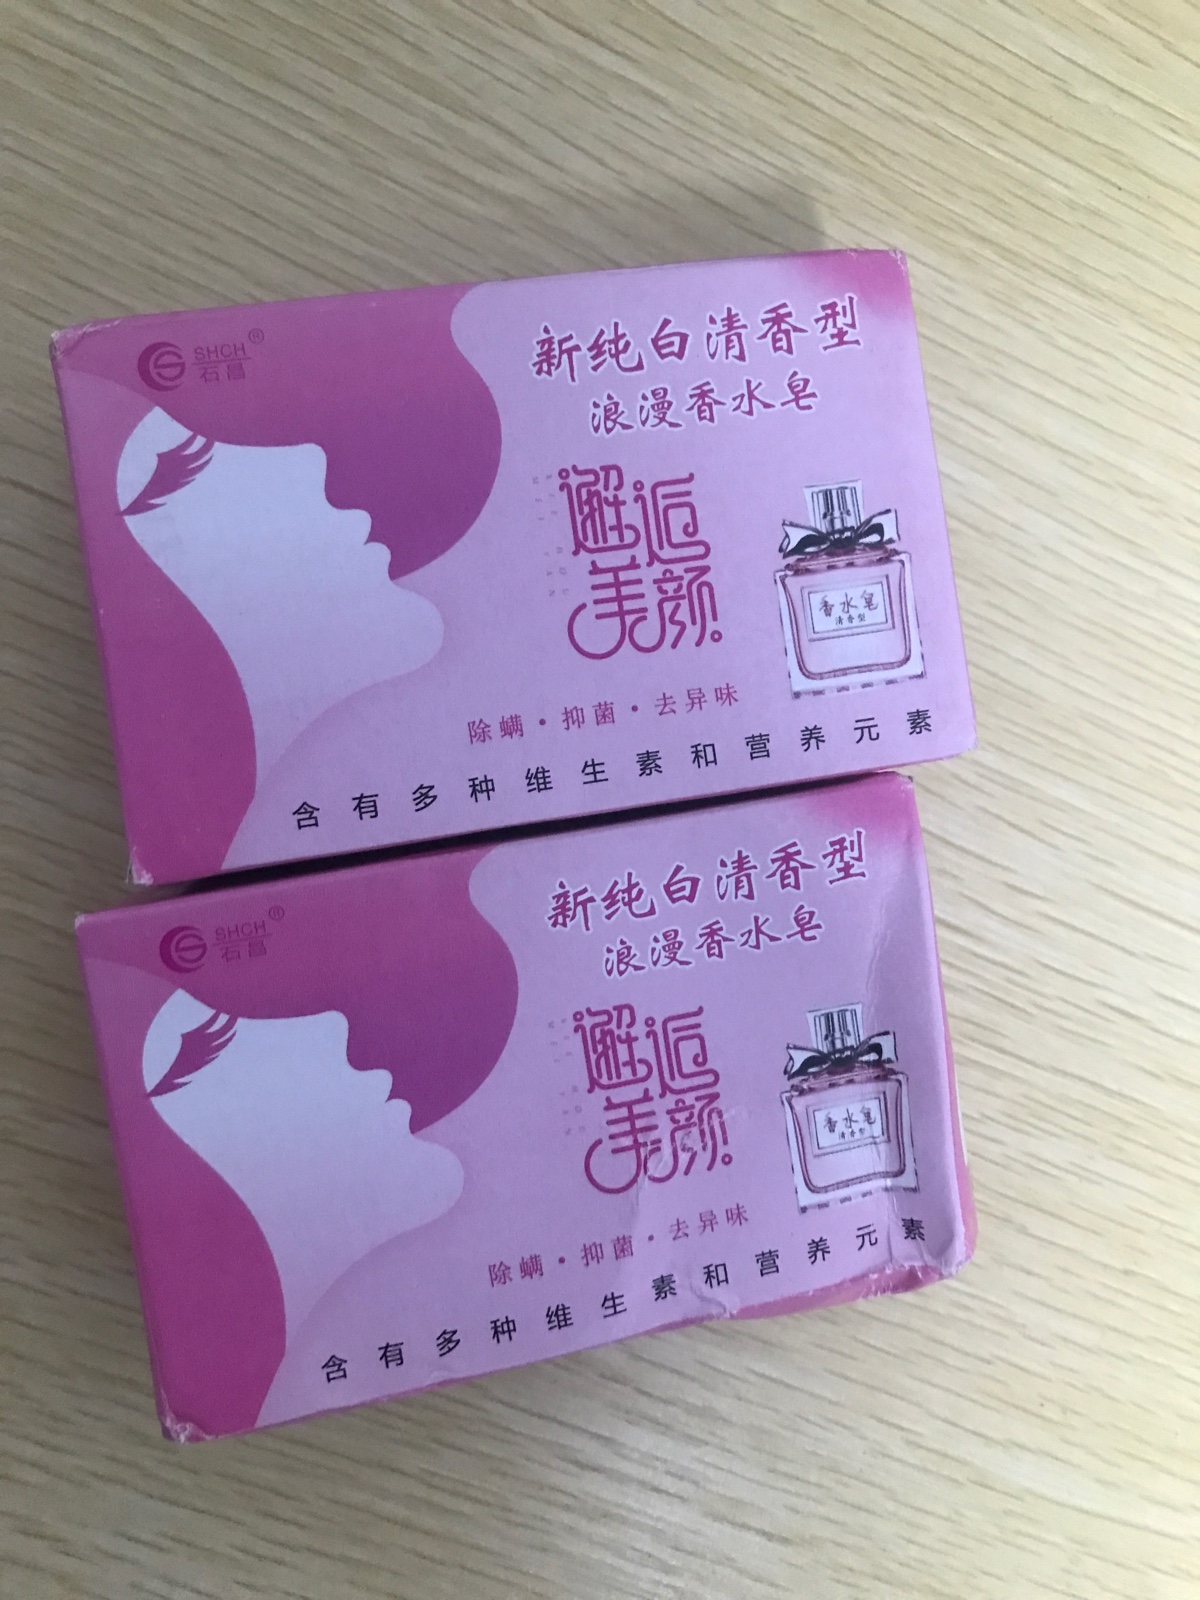 SHCH®
石昌
新纯白清香型
浪漫香水皂
邂逅
美颜
香水皂
清香型
除螨·抑菌·去异味
含有多种维生素和营养元素
SHCH®
石昌
新纯白清香型
浪漫香水皂
邂逅
美颜
香水皂
清香型
除螨·抑菌·去异味
含有多种维生素和营养元素